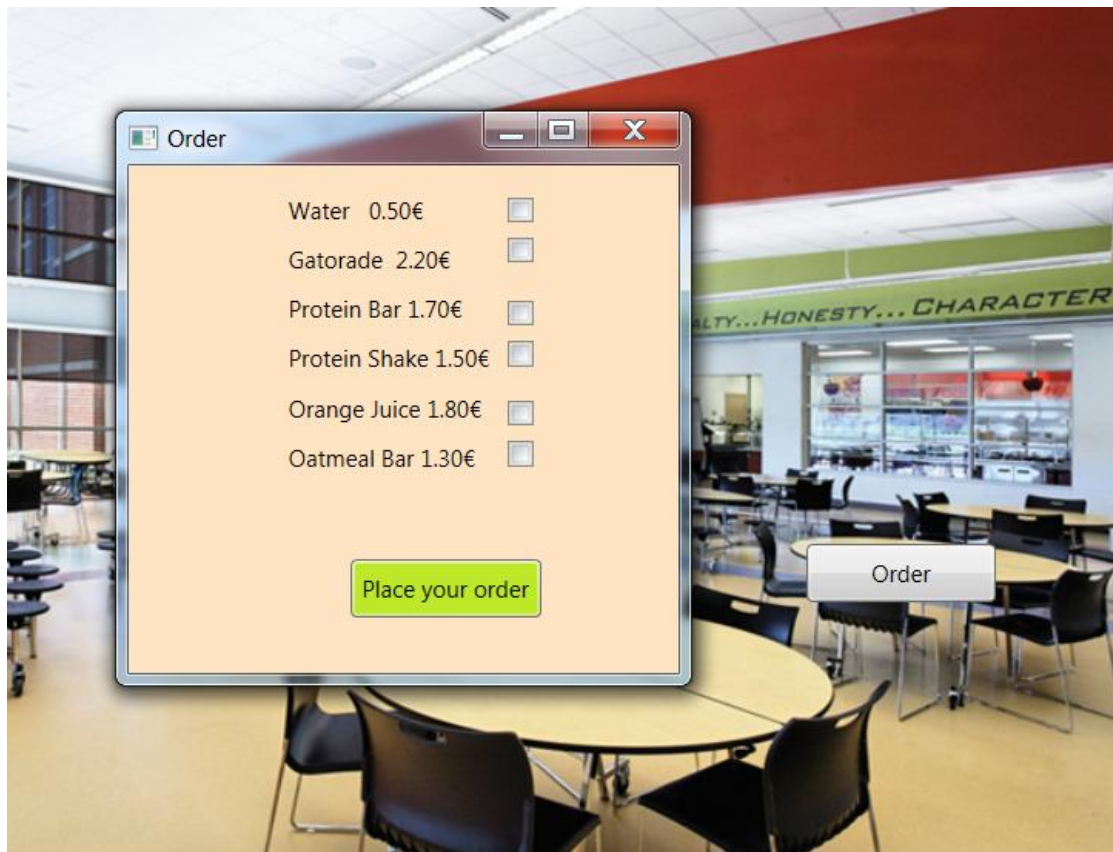 Order
Water 0.50€
Gatorade 2.20€
Protein Bar 1.70€
Protein Shake 1.50€
Orange Juice 1.80€
Oatmeal Bar 1.30€
Place your order
HONESTY... CHARACTER
Order